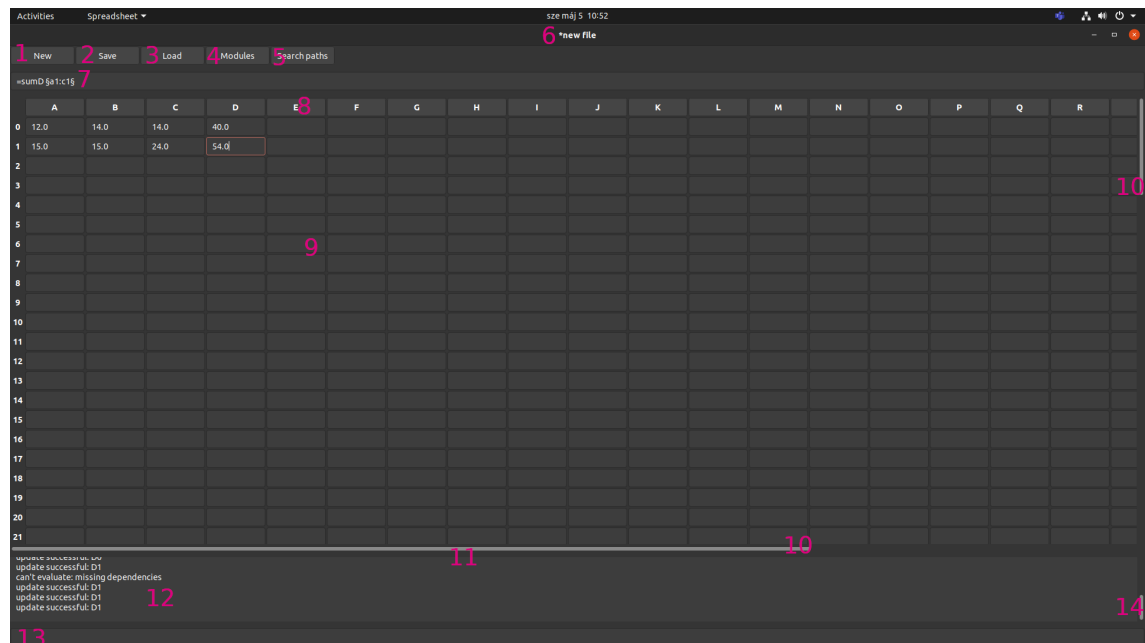 Activities Spreadsheet sze máj 5 10:52
6 *new file
1 New 2 Save 3 Load 4 Modules 5 Search paths
=sumD §a1:c1§ 7
A B C D E 8 F G H I J K L M N O P Q R
0 12.0 14.0 14.0 40.0
1 15.0 15.0 24.0 54.0
2
3 10
4
5
6 9
7
8
9
10
11
12
13
14
15
16
17
18
19
20
21 10
update successful: D0 11
update successful: D1
can't evaluate: missing dependencies
update successful: D1
update successful: D1 12
update successful: D1 14
13